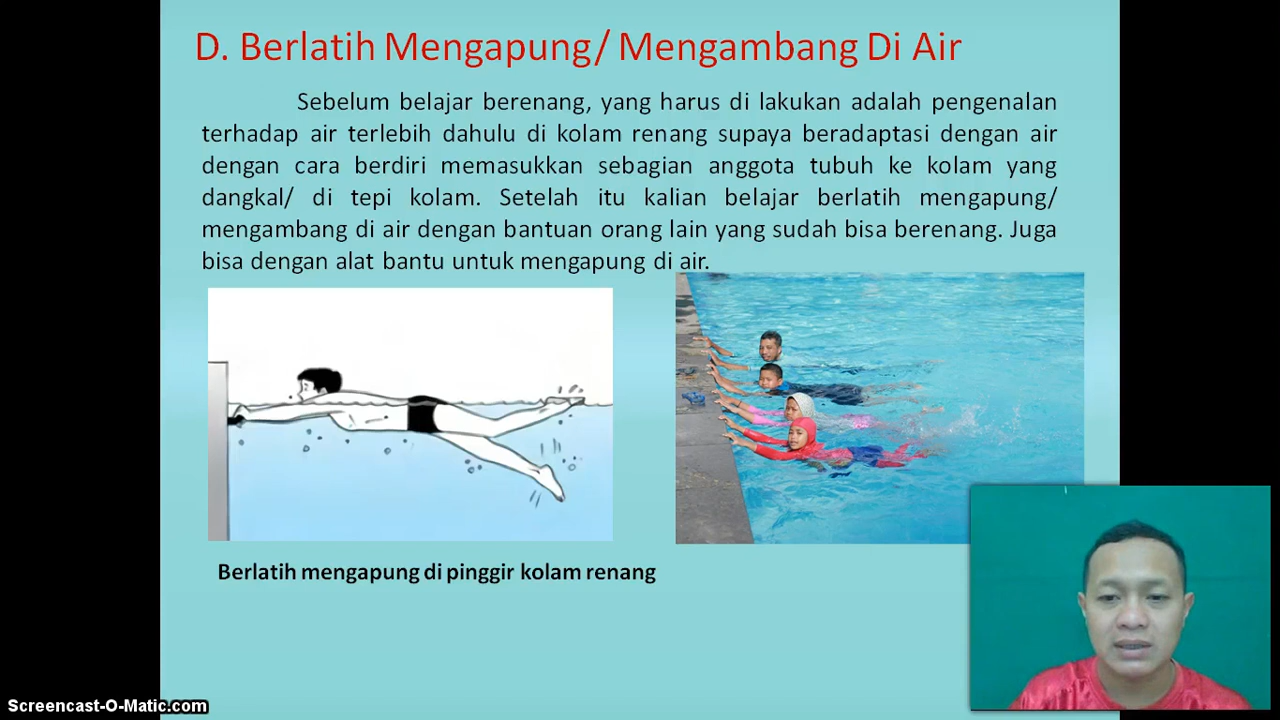 D. Berlatih Mengapung/ Mengambang Di Air
Sebelum belajar berenang, yang harus di lakukan adalah pengenalan
terhadap air terlebih dahulu di kolam renang supaya beradaptasi dengan air
dengan cara berdiri memasukkan sebagian anggota tubuh ke kolam yang
dangkal/ di tepi kolam. Setelah itu kalian belajar berlatih mengapung/
mengambang di air dengan bantuan orang lain yang sudah bisa berenang. Juga
bisa dengan alat bantu untuk mengapung di air.
Berlatih mengapung di pinggir kolam renang
Screencast-O-Matic.com